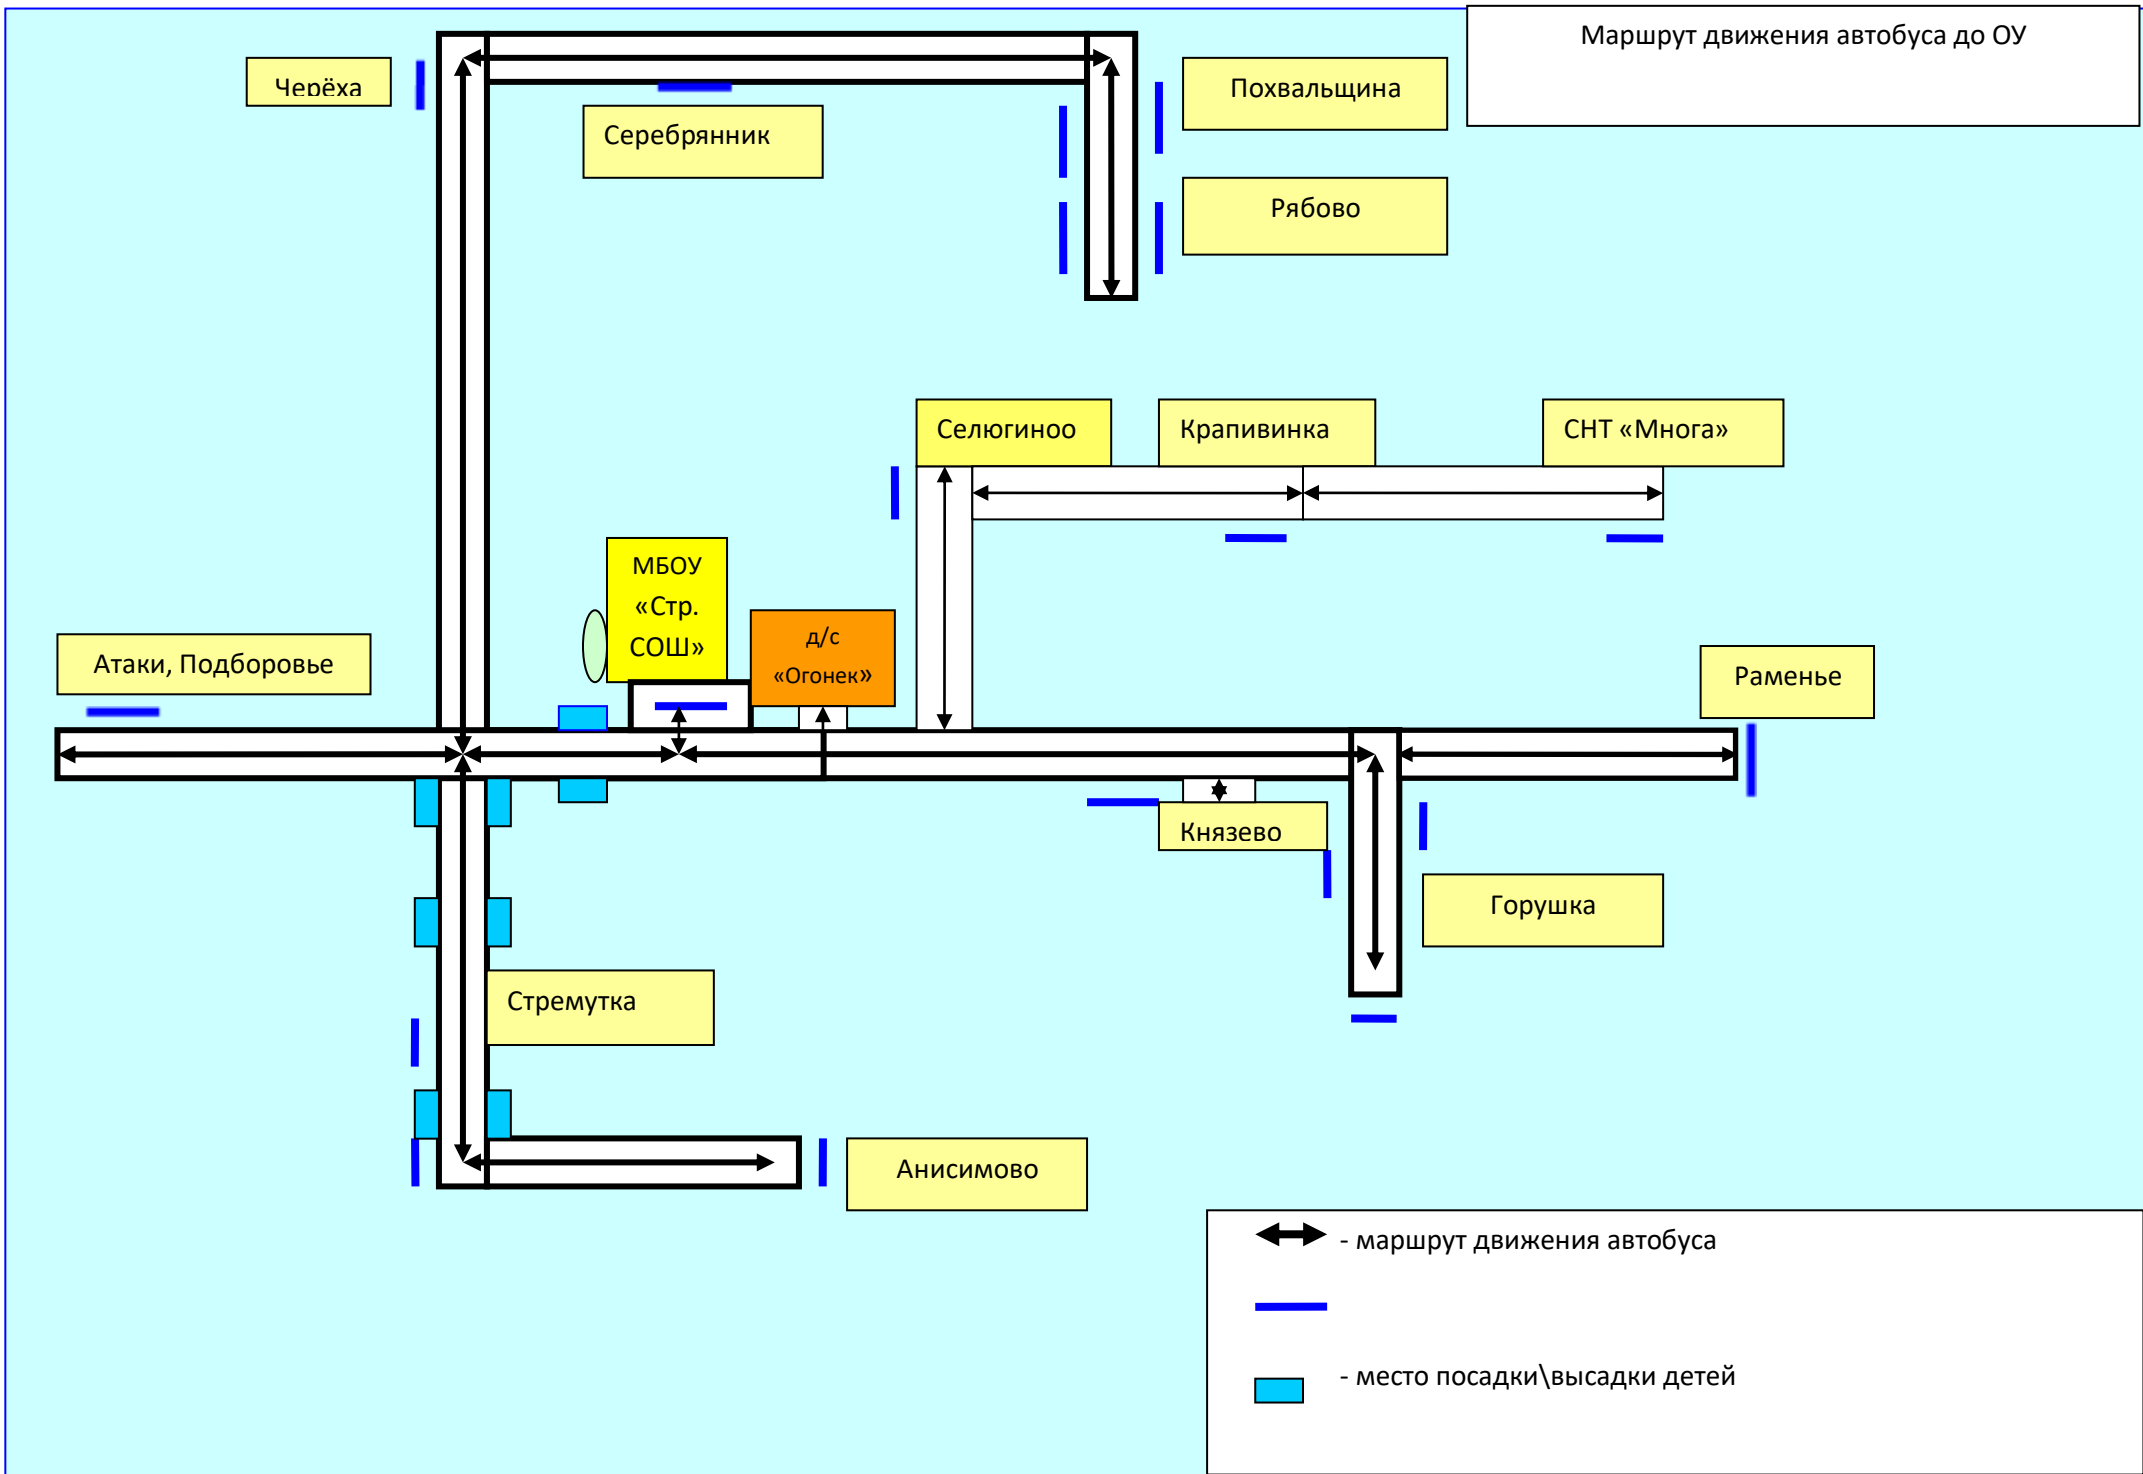 Маршрут движения автобуса до ОУ
Черёха
Похвальщина
Серебрянник
Рябово
Селюгиноо
Крапивинка
СНТ «Многа»
МБОУ
«Стр.
СОШ»
д/с
«Огонек»
Атаки, Подборовье
Раменье
Князево
Горушка
Стремутка
Анисимово
- маршрут движения автобуса
- место посадки\высадки детей